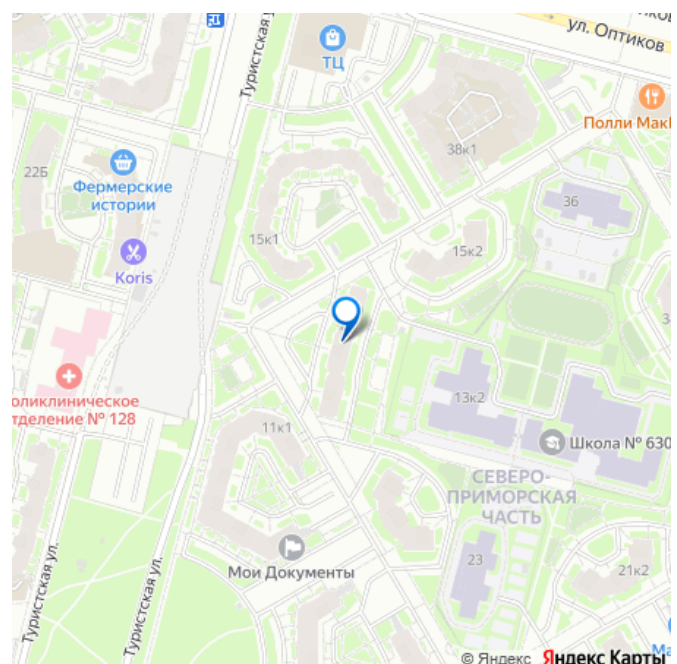 ул. Оптиков
Туристская у
ТЦ
Полли Мак
38к1
22Б
Фермерские
истории
36
15к1
15к2
Koris
оликлиническое
тделение № 128
13к2
11к1
Школа № 630
СЕВЕРО-
ПРИМОРСКАЯ
ЧАСТЬ
23
Мои Документы
21к2
Туристская ул.
Туристская ул.
© Яндекс Яндекс Карты